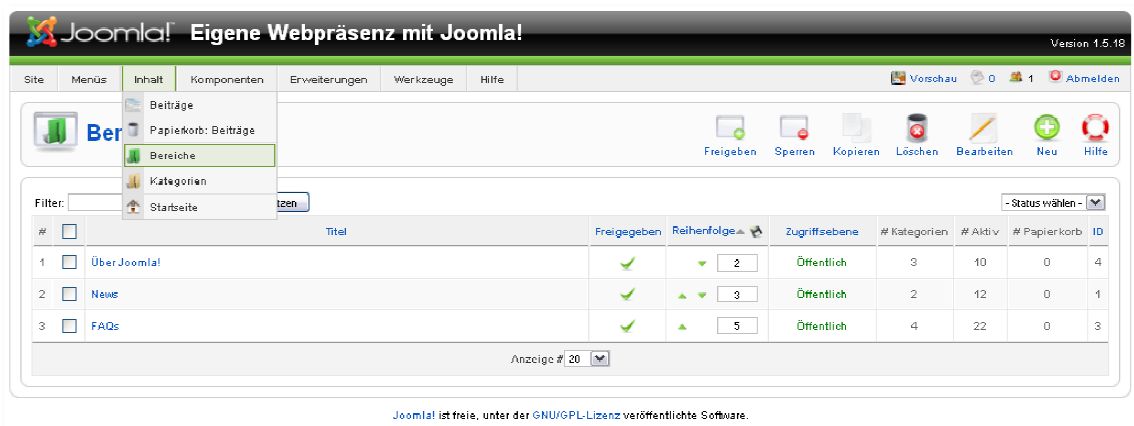 Joomla! Eigene Webpräsenz mit Joomla!
Version 1.5.18
Site Menüs Inhalt Komponenten Erweiterungen Werkzeuge Hilfe Vorschau 0 1 Abmelden
Beiträge
Papierkorb: Beiträge
Bereiche
Kategorien
Startseite
Ber
Freigeben Sperren Kopieren Löschen Bearbeiten Neu Hilfe
Filter: tzen - Status wählen -
# Titel Freigegeben Reihenfolge Zugriffsebene # Kategorien # Aktiv # Papierkorb ID
1 Über Joomla! 2 Öffentlich 3 10 0 4
2 News 3 Öffentlich 2 12 0 1
3 FAQs 5 Öffentlich 4 22 0 3
Anzeige # 20
Joomla! ist freie, unter der GNU/GPL-Lizenz veröffentlichte Software.